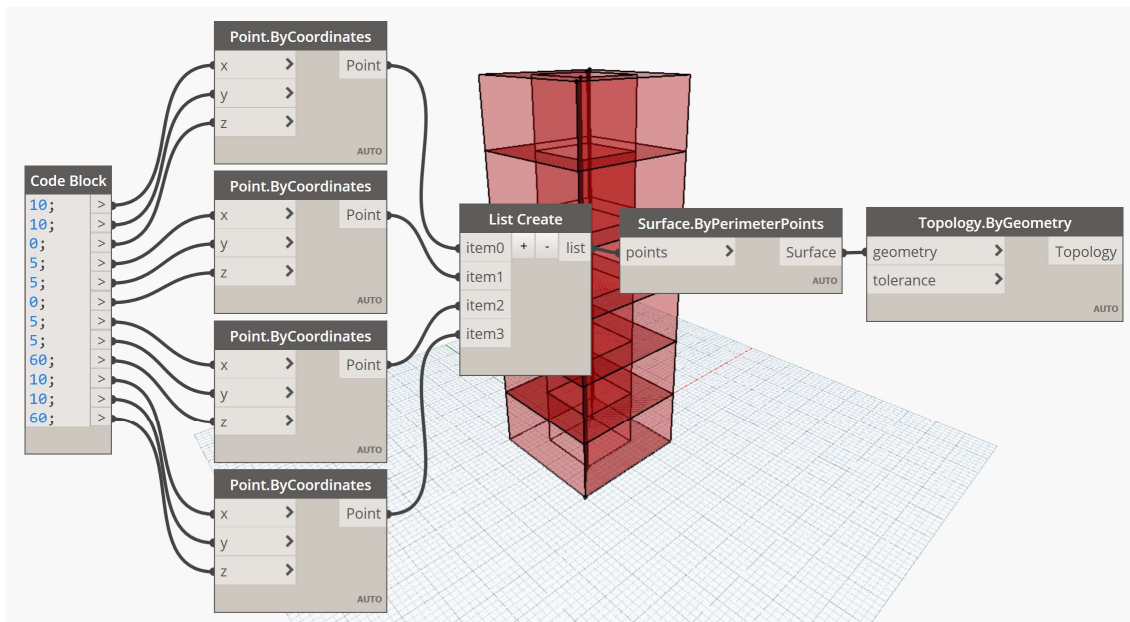 Point.ByCoordinates
x > Point
y >
z >
AUTO
Code Block
10; >
10; >
0; >
5; >
5; >
0; >
5; >
5; >
60; >
10; >
10; >
60; >
Point.ByCoordinates
x > Point
y >
z >
AUTO
Point.ByCoordinates
x > Point
y >
z >
AUTO
Point.ByCoordinates
x > Point
y >
z >
AUTO
List Create
item0 + - list
item1
item2
item3
Surface.ByPerimeterPoints
points > Surface
AUTO
Topology.ByGeometry
geometry > Topology
tolerance >
AUTO